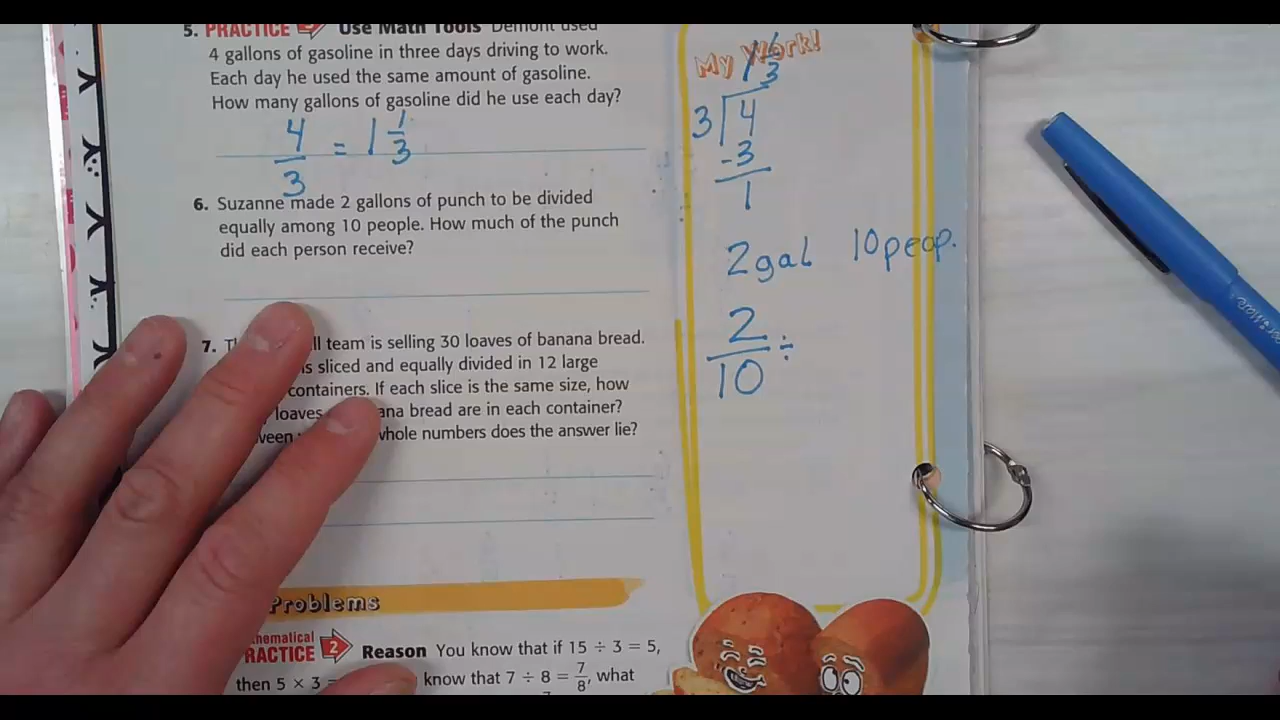 5. PRACTICE Use Math Tools Demont used
4 gallons of gasoline in three days driving to work.
Each day he used the same amount of gasoline.
How many gallons of gasoline did he use each day?
4/3 = 1 1/3
6. Suzanne made 2 gallons of punch to be divided
equally among 10 people. How much of the punch
did each person receive?
7. ll team is selling 30 loaves of banana bread.
is sliced and equally divided in 12 large
containers. If each slice is the same size, how
loaves ana bread are in each container?
ween whole numbers does the answer lie?
Problems
hematical
RACTICE 2 Reason You know that if 15 ÷ 3 = 5,
then 5 × 3 = know that 7 ÷ 8 = 7/8, what
My Work!
1 1/3
3 4
-3
1
2gal 10peop.
2/10 ÷